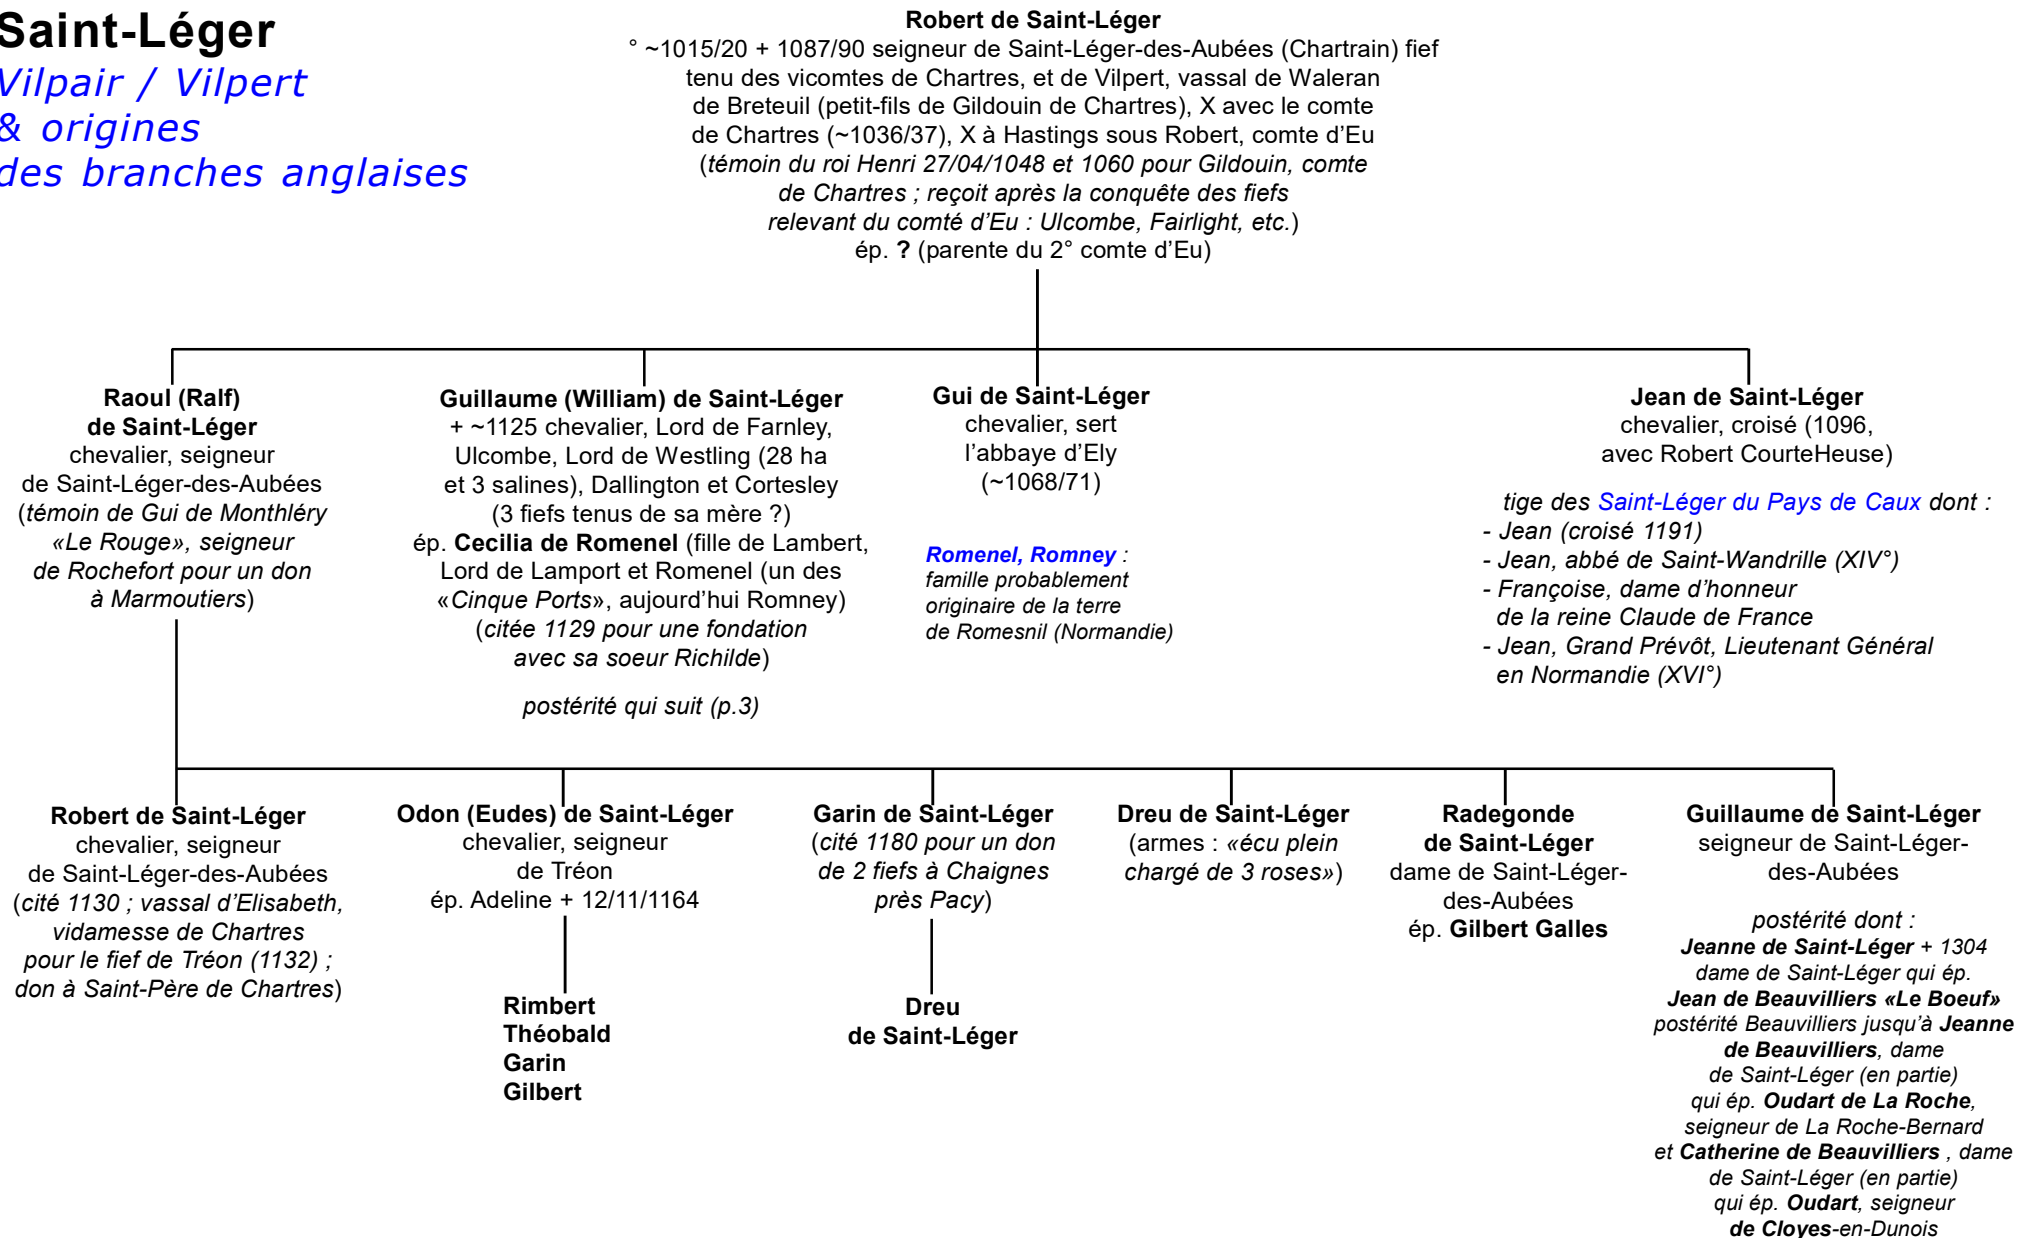 Saint-Léger
Vilpair / Vilpert
& origines
des branches anglaises
Robert de Saint-Léger
° ~1015/20 + 1087/90 seigneur de Saint-Léger-des-Aubées (Chartrain) fief
tenu des vicomtes de Chartres, et de Vilpert, vassal de Waleran
de Breteuil (petit-fils de Gildouin de Chartres), X avec le comte
de Chartres (~1036/37), X à Hastings sous Robert, comte d’Eu
(témoin du roi Henri 27/04/1048 et 1060 pour Gildouin, comte
de Chartres ; reçoit après la conquête des fiefs
relevant du comté d’Eu : Ulcombe, Fairlight, etc.)
ép. ? (parente du 2° comte d’Eu)
Raoul (Ralf)
de Saint-Léger
chevalier, seigneur
de Saint-Léger-des-Aubées
(témoin de Gui de Monthléry
«Le Rouge», seigneur
de Rochefort pour un don
à Marmoutiers)
Guillaume (William) de Saint-Léger
+ ~1125 chevalier, Lord de Farnley,
Ulcombe, Lord de Westling (28 ha
et 3 salines), Dallington et Cortesley
(3 fiefs tenus de sa mère ?)
ép. Cecilia de Romenel (fille de Lambert,
Lord de Lamport et Romenel (un des
«Cinque Ports», aujourd’hui Romney)
(citée 1129 pour une fondation
avec sa soeur Richilde)
postérité qui suit (p.3)
Gui de Saint-Léger
chevalier, sert
l’abbaye d’Ely
(~1068/71)
Romenel, Romney :
famille probablement
originaire de la terre
de Romesnil (Normandie)
Jean de Saint-Léger
chevalier, croisé (1096,
avec Robert CourteHeuse)
tige des Saint-Léger du Pays de Caux dont :
- Jean (croisé 1191)
- Jean, abbé de Saint-Wandrille (XIV°)
- Françoise, dame d’honneur
de la reine Claude de France
- Jean, Grand Prévôt, Lieutenant Général
en Normandie (XVI°)
Robert de Saint-Léger
chevalier, seigneur
de Saint-Léger-des-Aubées
(cité 1130 ; vassal d’Elisabeth,
vidamesse de Chartres
pour le fief de Tréon (1132) ;
don à Saint-Père de Chartres)
Odon (Eudes) de Saint-Léger
chevalier, seigneur
de Tréon
ép. Adeline + 12/11/1164
Rimbert
Théobald
Garin
Gilbert
Garin de Saint-Léger
(cité 1180 pour un don
de 2 fiefs à Chaignes
près Pacy)
Dreu
de Saint-Léger
Dreu de Saint-Léger
(armes : «écu plein
chargé de 3 roses»)
Radegonde
de Saint-Léger
dame de Saint-Léger-
des-Aubées
ép. Gilbert Galles
Guillaume de Saint-Léger
seigneur de Saint-Léger-
des-Aubées
postérité dont :
Jeanne de Saint-Léger + 1304
dame de Saint-Léger qui ép.
Jean de Beauvilliers «Le Boeuf»
postérité Beauvilliers jusqu’à Jeanne
de Beauvilliers, dame
de Saint-Léger (en partie)
qui ép. Oudart de La Roche,
seigneur de La Roche-Bernard
et Catherine de Beauvilliers , dame
de Saint-Léger (en partie)
qui ép. Oudart, seigneur
de Cloyes-en-Dunois